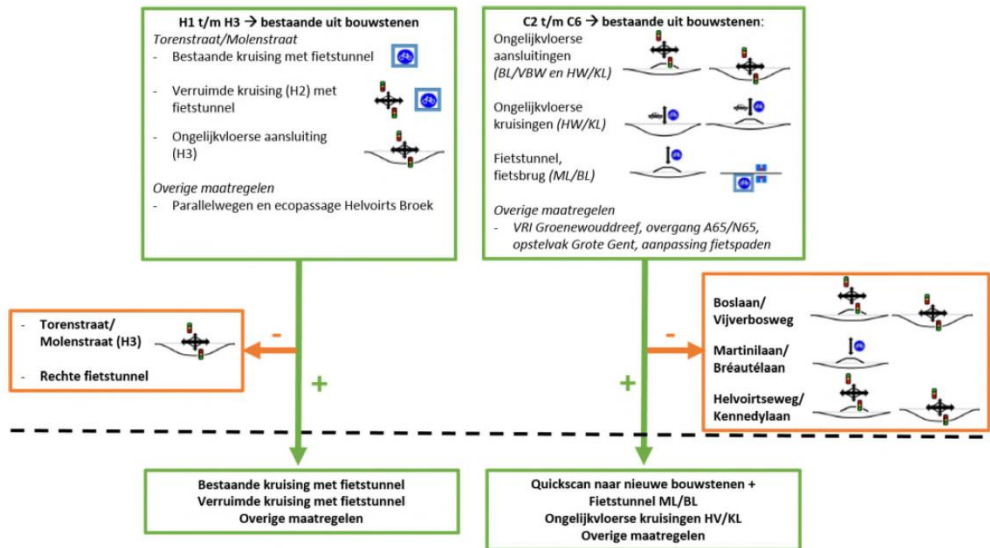 H1 t/m H3 → bestaande uit bouwstenen
Torenstraat/Molenstraat
- Bestaande kruising met fietstunnel
- Verruimde kruising (H2) met
fietstunnel
- Ongelijkvloerse aansluiting
(H3)
Overige maatregelen
- Parallelwegen en ecopassage Helvoirts Broek
C2 t/m C6 → bestaande uit bouwstenen:
Ongelijkvloerse
aansluitingen
(BL/VBW en HW/KL)
Ongelijkvloerse
kruisingen (HW/KL)
Fietstunnel,
fietsbrug (ML/BL)
Overige maatregelen
- VRI Groenewouddreef, overgang A65/N65,
opstelvak Grote Gent, aanpassing fietspaden
- Torenstraat/
Molenstraat (H3)
- Rechte fietstunnel
-
+
-
+
Boslaan/
Vijverbosweg
Martinilaan/
Bréautélaan
Helvoirtseweg/
Kennedylaan
Bestaande kruising met fietstunnel
Verruimde kruising met fietstunnel
Overige maatregelen
Quickscan naar nieuwe bouwstenen +
Fietstunnel ML/BL
Ongelijkvloerse kruisingen HV/KL
Overige maatregelen